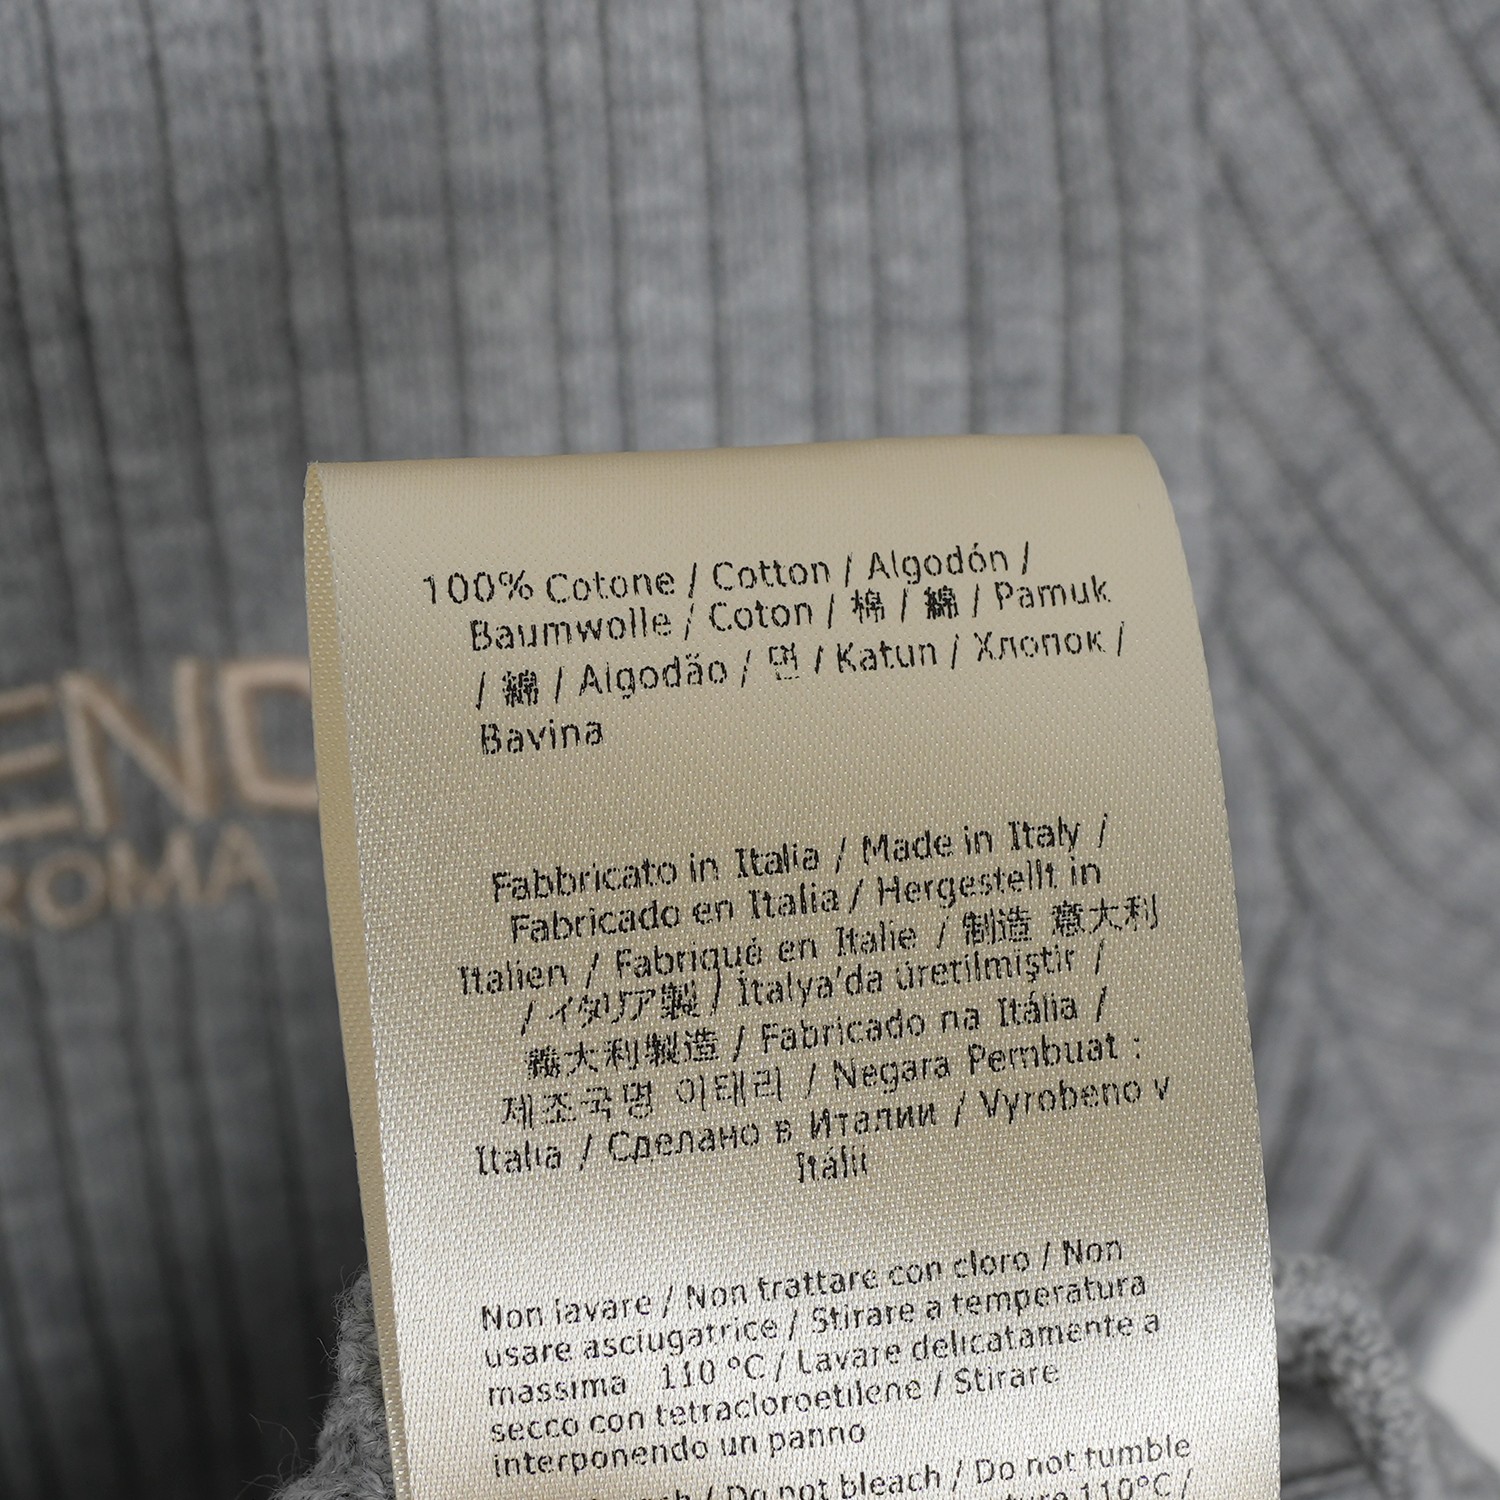 END
ROMA
100% Cotone / Cotton / Algodón /
Baumwolle / Coton / 棉 / 綿 / Pamuk
/ 綿 / Algodão / 면 / Katun / Хлопок /
Bavlna
Fabbricato in Italia / Made in Italy /
Fabricado en Italia / Hergestellt in
Italien / Fabriqué en Italie / 制造 意大利
/ イタリア製 / İtalya'da üretilmiştir /
義大利製造 / Fabricado na Itália /
제조국명 이태리 / Negara Pembuat :
Italia / Сделано в Италии / Vyrobeno v
Itálii
Non lavare / Non trattare con cloro / Non
usare asciugatrice / Stirare a temperatura
massima 110 °C / Lavare delicatamente a
secco con tetracloroetilene / Stirare
interponendo un panno
/ Do not bleach / Do not tumble
110°C /